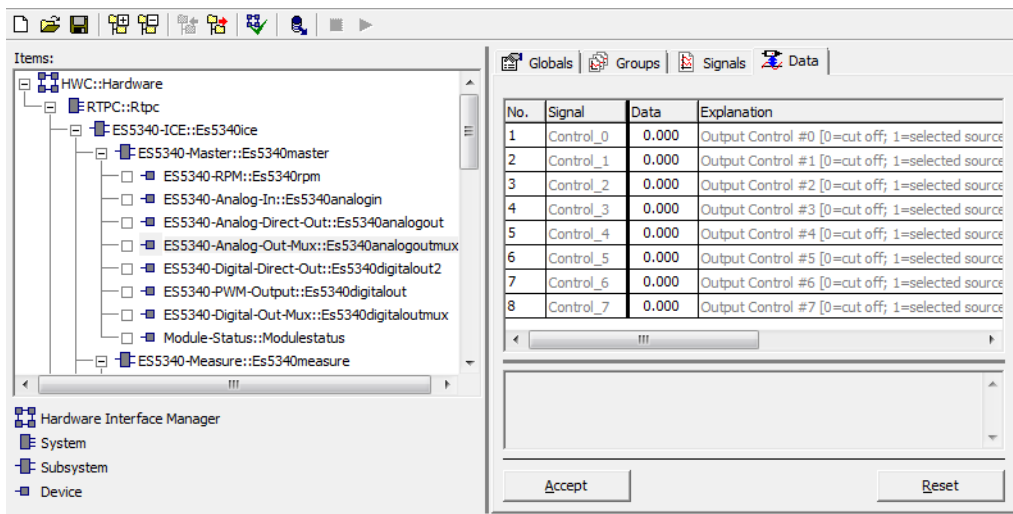 Items:
HWC::Hardware
RTPC::Rtpc
ES5340-ICE::Es5340ice
ES5340-Master::Es5340master
ES5340-RPM::Es5340rpm
ES5340-Analog-In::Es5340analogin
ES5340-Analog-Direct-Out::Es5340analogout
ES5340-Analog-Out-Mux::Es5340analogoutmux
ES5340-Digital-Direct-Out::Es5340digitalout2
ES5340-PWM-Output::Es5340digitalout
ES5340-Digital-Out-Mux::Es5340digitaloutmux
Module-Status::Modulestatus
ES5340-Measure::Es5340measure
Hardware Interface Manager
System
Subsystem
Device
Globals Groups Signals Data
No. Signal Data Explanation
1 Control_0 0.000 Output Control #0 [0=cut off; 1=selected source
2 Control_1 0.000 Output Control #1 [0=cut off; 1=selected source
3 Control_2 0.000 Output Control #2 [0=cut off; 1=selected source
4 Control_3 0.000 Output Control #3 [0=cut off; 1=selected source
5 Control_4 0.000 Output Control #4 [0=cut off; 1=selected source
6 Control_5 0.000 Output Control #5 [0=cut off; 1=selected source
7 Control_6 0.000 Output Control #6 [0=cut off; 1=selected source
8 Control_7 0.000 Output Control #7 [0=cut off; 1=selected source
Accept Reset